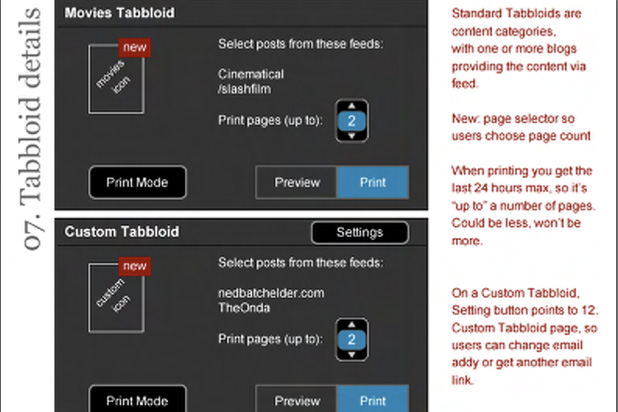 07. Tabbloid details
Movies Tabbloid
new
movies
icon
Select posts from these feeds:
Cinematical
/slashfilm
Print pages (up to):
2
Print Mode
Preview
Print
Custom Tabbloid
Settings
new
custom
icon
Select posts from these feeds:
nedbatchelder.com
TheOnda
Print pages (up to):
2
Print Mode
Preview
Print
Standard Tabbloids are
content categories,
with one or more blogs
providing the content via
feed.
New: page selector so
users choose page count
When printing you get the
last 24 hours max, so it's
"up to" a number of pages.
Could be less, won't be
more.
On a Custom Tabbloid,
Setting button points to 12.
Custom Tabbloid page, so
users can change email
addy or get another email
link.